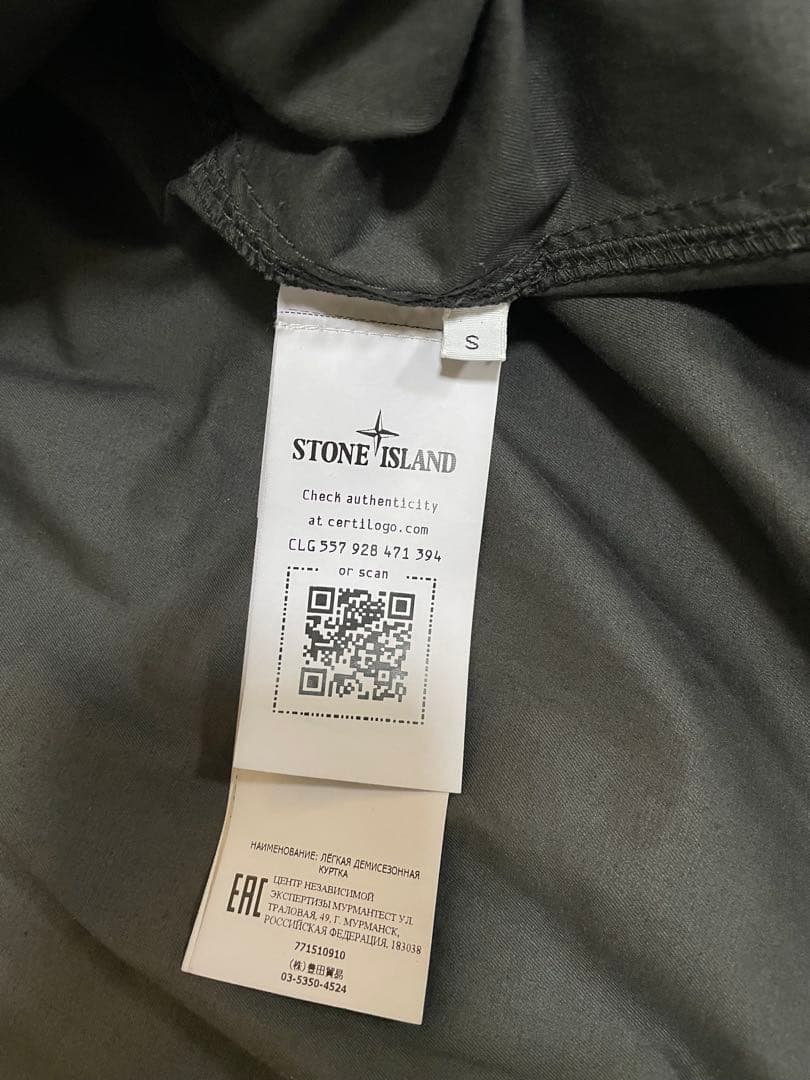 S
STONE ISLAND
Check authenticity
at certilogo.com
CLG 557 928 471 394
or scan
НАИМЕНОВАНИЕ: ЛЁГКАЯ ДЕМИСЕЗОННАЯ
КУРТКА
EAC
ЦЕНТР НЕЗАВИСИМОЙ
ЭКСПЕРТИЗЫ МУРМАНТЕСТ УЛ.
ТРАЛОВАЯ, 49, Г. МУРМАНСК,
РОССИЙСКАЯ ФЕДЕРАЦИЯ, 183038
771510910
(株)豊田貿易
03-5350-4524